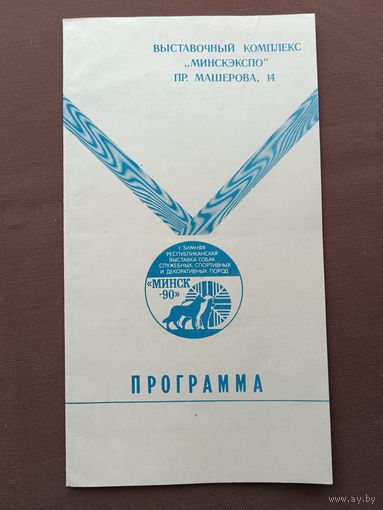 ВЫСТАВОЧНЫЙ КОМПЛЕКС
„МИНСКЭКСПО“
ПР. МАШЕРОВА, 14
I ЗИМНЯЯ
РЕСПУБЛИКАНСКАЯ
ВЫСТАВКА СОБАК
СЛУЖЕБНЫХ, СПОРТИВНЫХ
И ДЕКОРАТИВНЫХ ПОРОД
«МИНСК
-90»
ПРОГРАММА
www.ay.by